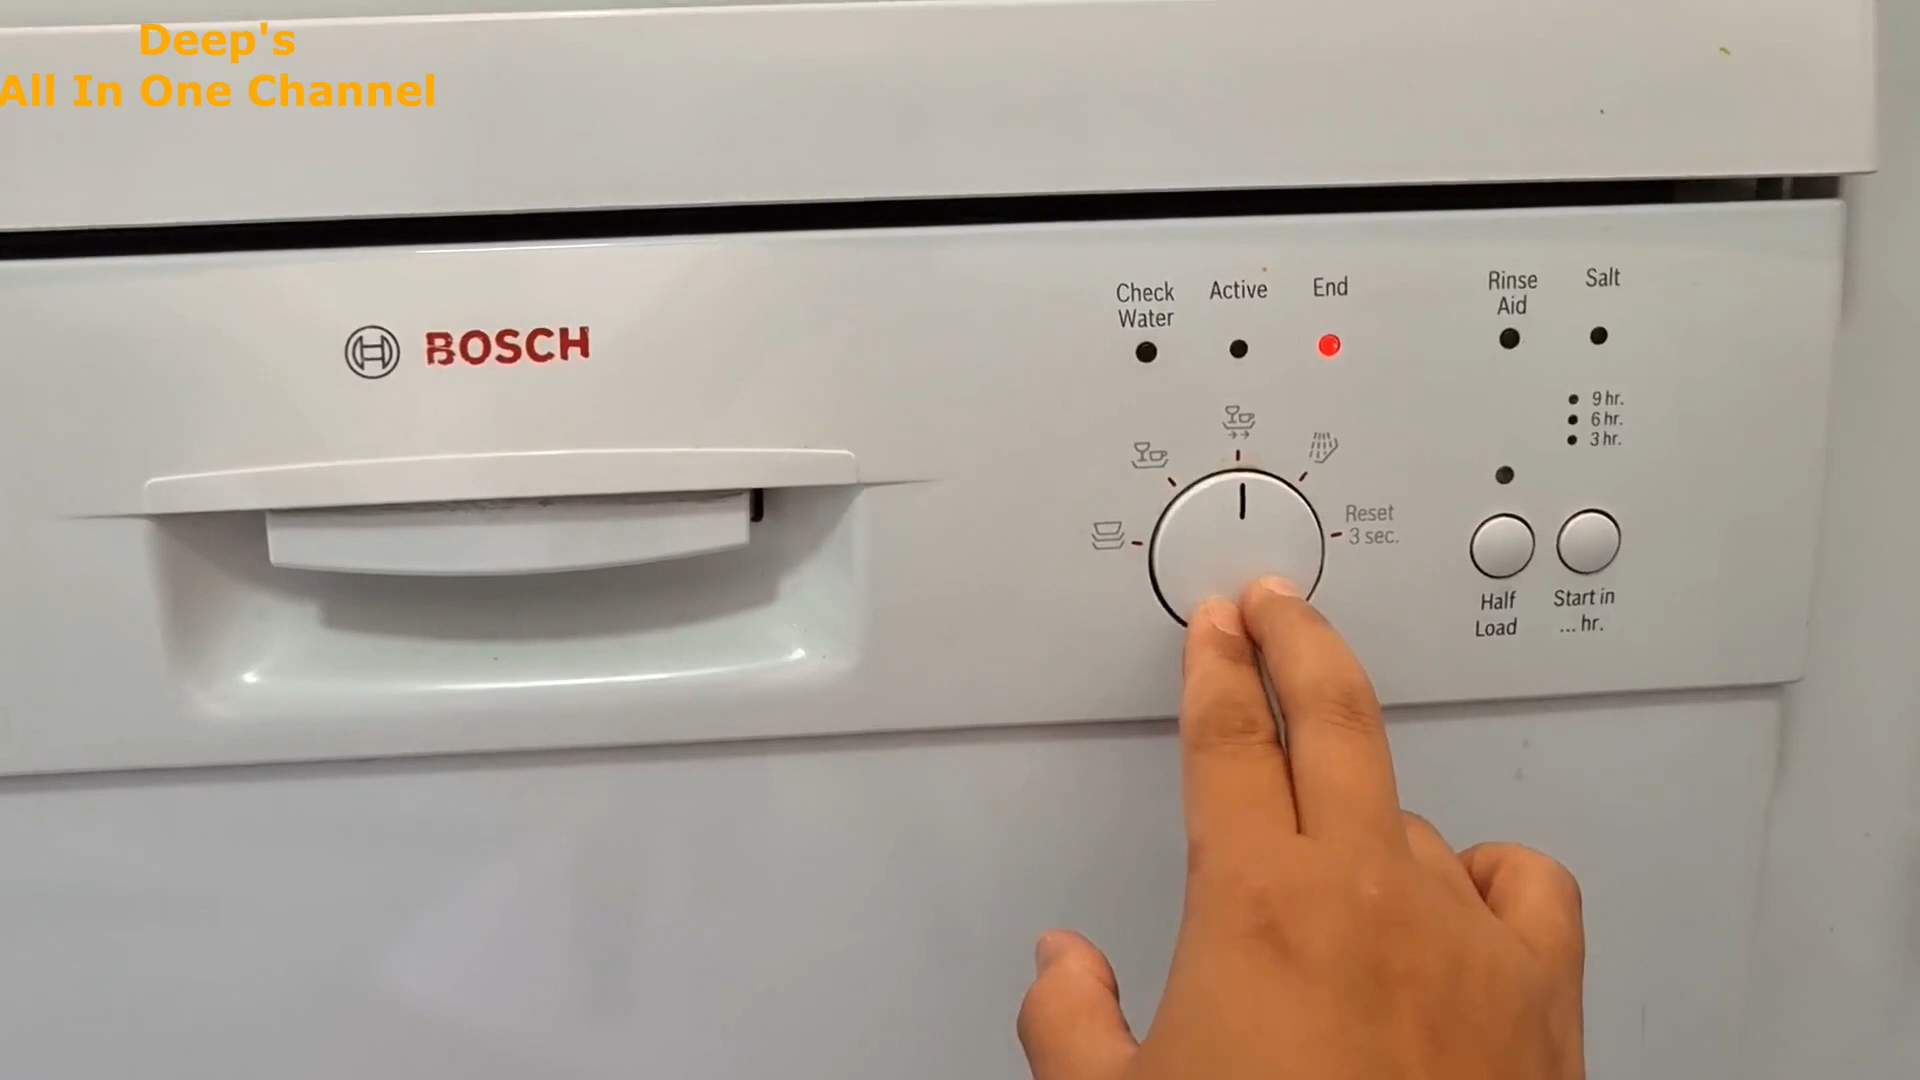 Deep's
All In One Channel
BOSCH
Check
Water
Active
End
Rinse
Aid
Salt
9 hr.
6 hr.
3 hr.
Reset
3 sec.
Half
Load
Start in
... hr.